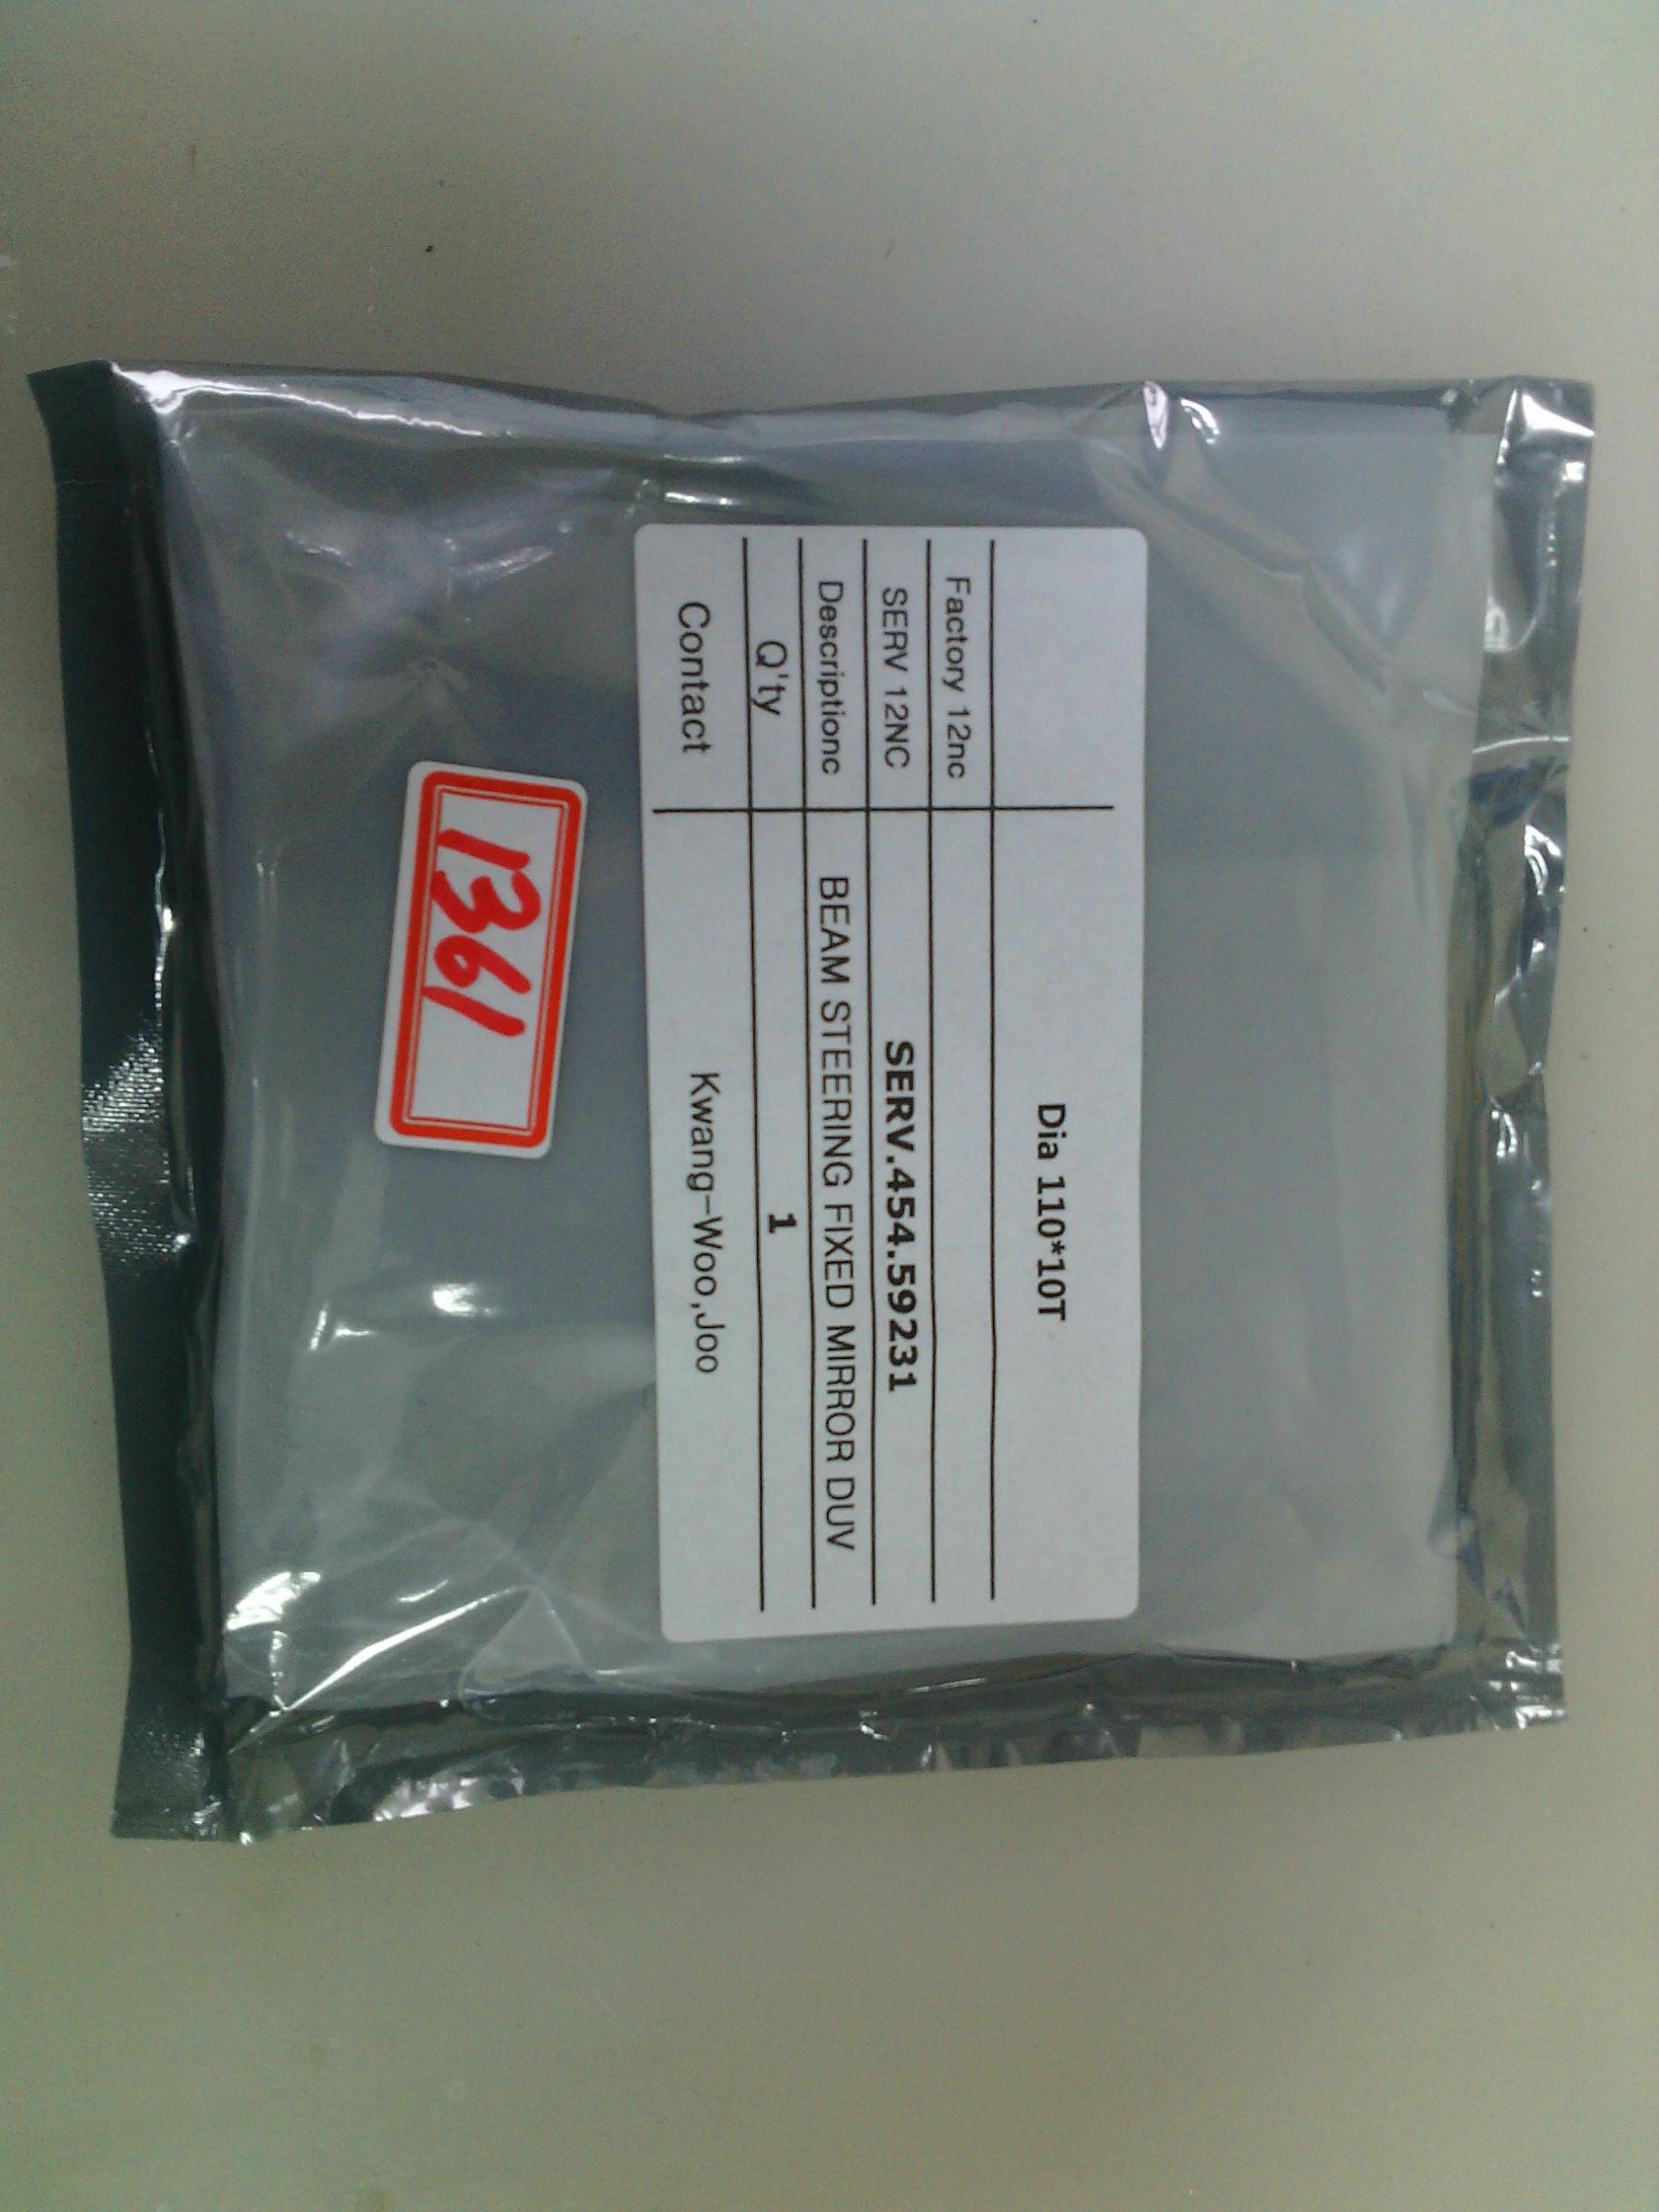 Dia 110*10T
Factory 12nc
SERV 12NC SERV.454.59231
Descriptionc BEAM STEERING FIXED MIRROR DUV
Q'ty 1
Contact Kwang-Woo,Joo
1361